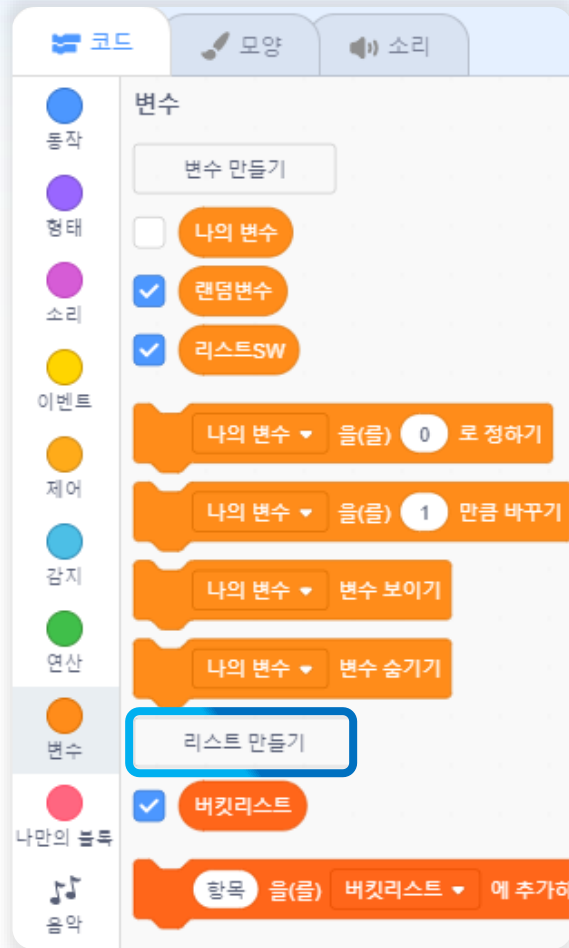 코드
모양
소리
동작
형태
소리
이벤트
제어
감지
연산
변수
나만의 블록
음악
변수
변수 만들기
나의 변수
랜덤변수
리스트SW
나의 변수 을(를) 0 로 정하기
나의 변수 을(를) 1 만큼 바꾸기
나의 변수 변수 보이기
나의 변수 변수 숨기기
리스트 만들기
버킷리스트
항목 을(를) 버킷리스트 에 추가하